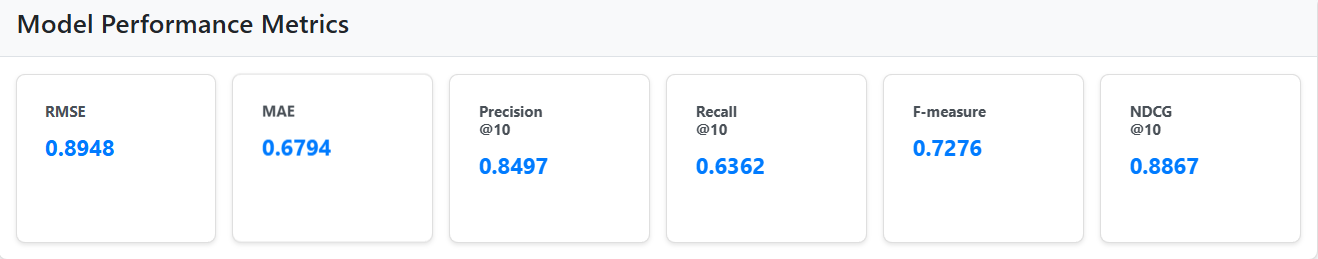 Model Performance Metrics
RMSE
0.8948
MAE
0.6794
Precision
@10
0.8497
Recall
@10
0.6362
F-measure
0.7276
NDCG
@10
0.8867